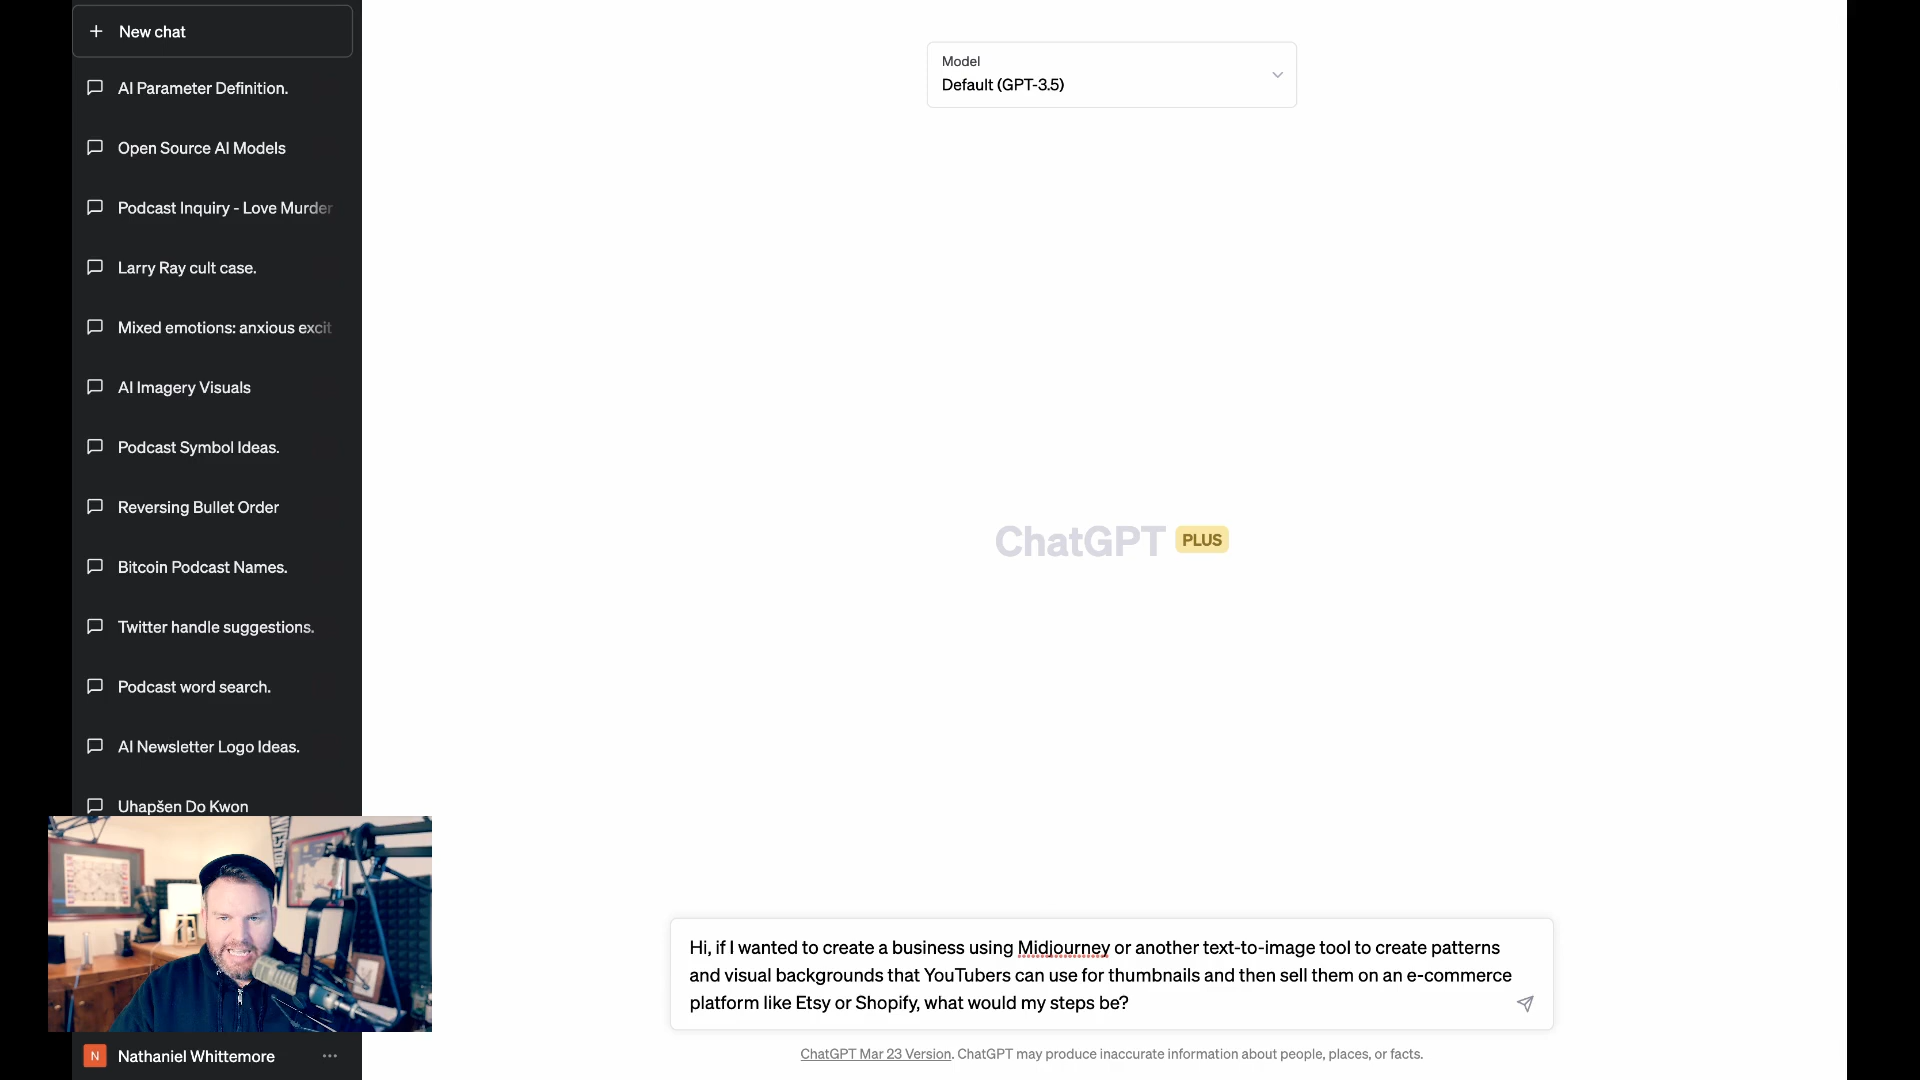 New chat
AI Parameter Definition.
Open Source AI Models
Podcast Inquiry - Love Murder
Larry Ray cult case.
Mixed emotions: anxious excit
AI Imagery Visuals
Podcast Symbol Ideas.
Reversing Bullet Order
Bitcoin Podcast Names.
Twitter handle suggestions.
Podcast word search.
AI Newsletter Logo Ideas.
Uhapšen Do Kwon
N Nathaniel Whittemore
Model
Default (GPT-3.5)
ChatGPT PLUS
Hi, if I wanted to create a business using Midjourney or another text-to-image tool to create patterns
and visual backgrounds that YouTubers can use for thumbnails and then sell them on an e-commerce
platform like Etsy or Shopify, what would my steps be?
ChatGPT Mar 23 Version. ChatGPT may produce inaccurate information about people, places, or facts.